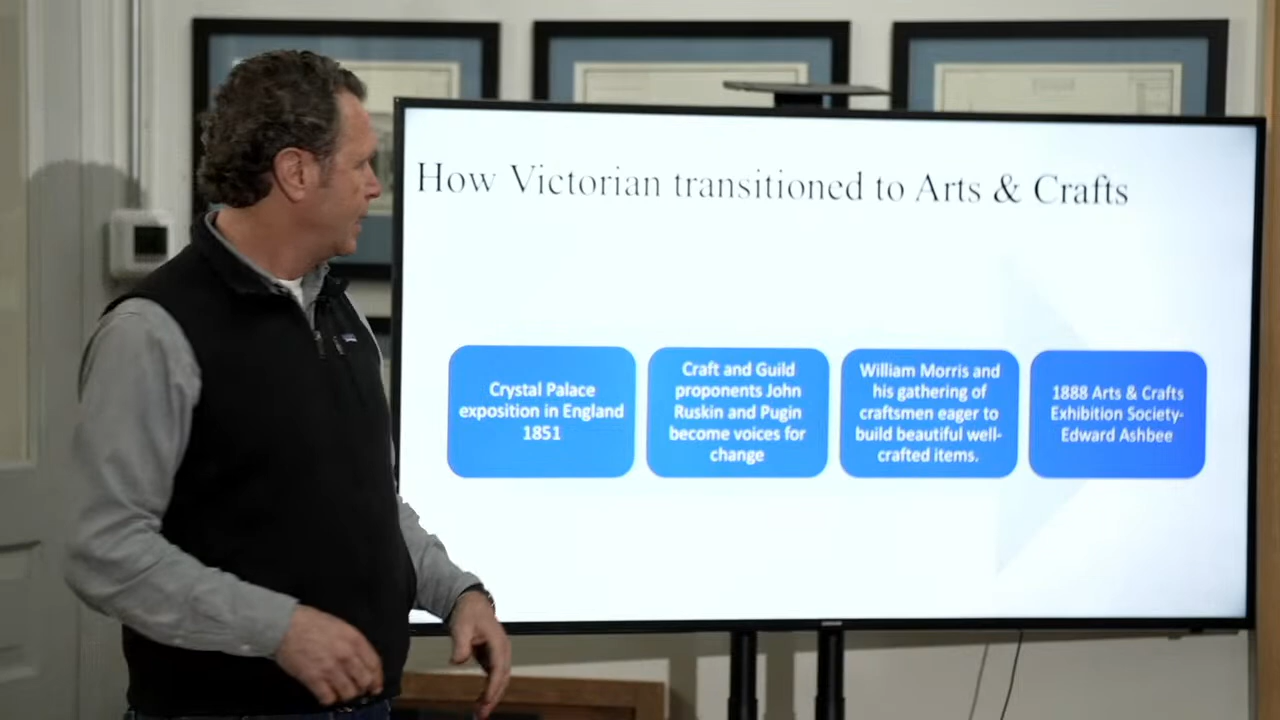 How Victorian transitioned to Arts & Crafts
Crystal Palace
exposition in England
1851
Craft and Guild
proponents John
Ruskin and Pugin
become voices for
change
William Morris and
his gathering of
craftsmen eager to
build beautiful well-
crafted items.
1888 Arts & Crafts
Exhibition Society-
Edward Ashbee